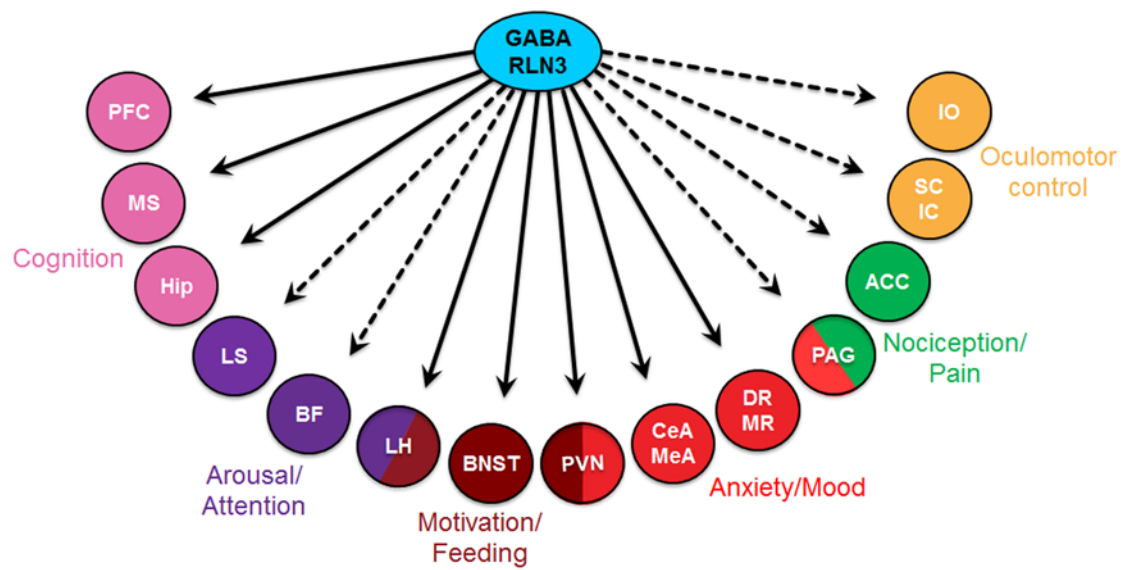 GABA
RLN3
PFC
MS
Cognition
Hip
LS
BF
Arousal/
Attention
LH
BNST
Motivation/
Feeding
PVN
CeA
MeA
Anxiety/Mood
DR
MR
PAG
Nociception/
Pain
ACC
SC
IC
Oculomotor
control
IO